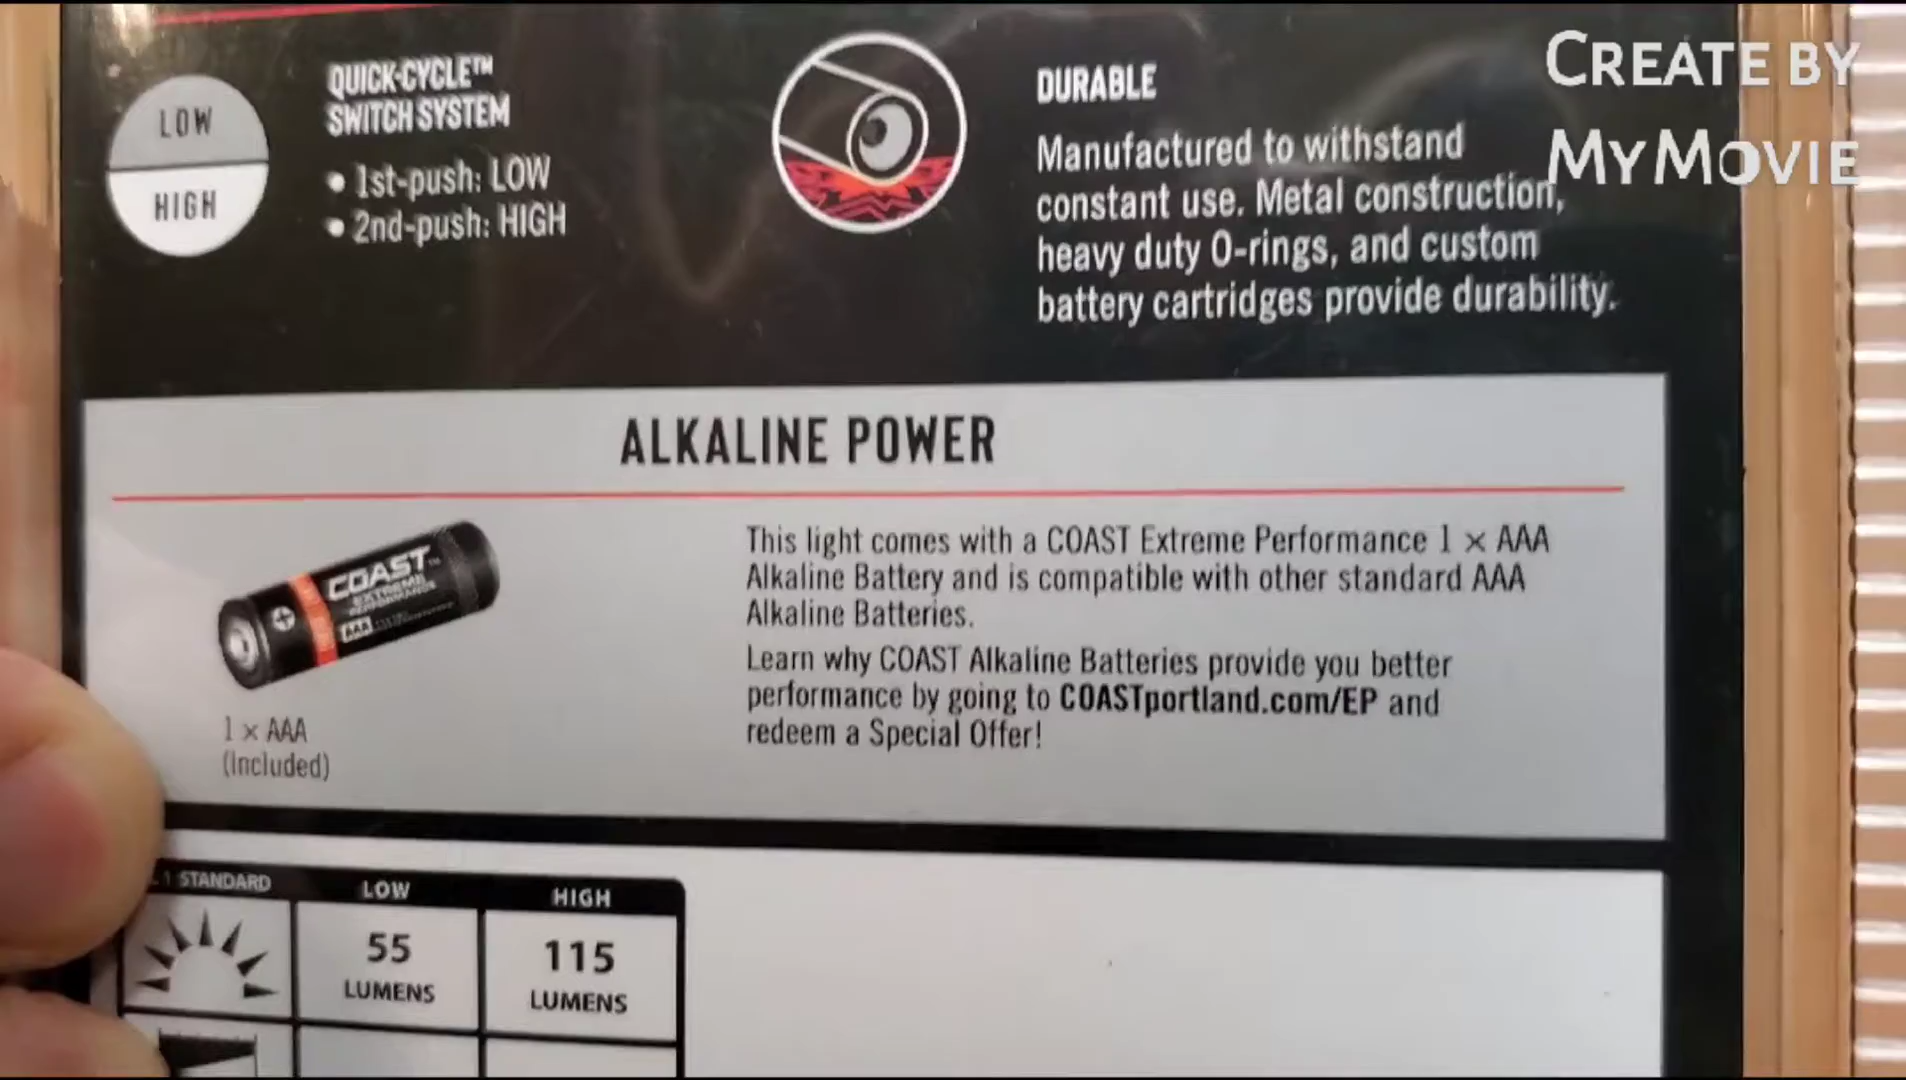 CREATE BY
MYMOVIE
LOW
HIGH
QUICK-CYCLE™
SWITCH SYSTEM
• 1st-push: LOW
• 2nd-push: HIGH
DURABLE
Manufactured to withstand
constant use. Metal construction,
heavy duty O-rings, and custom
battery cartridges provide durability.
ALKALINE POWER
COAST™
EXTREME
PERFORMANCE
AAA
1 x AAA
(included)
This light comes with a COAST Extreme Performance 1 x AAA
Alkaline Battery and is compatible with other standard AAA
Alkaline Batteries.
Learn why COAST Alkaline Batteries provide you better
performance by going to COASTportland.com/EP and
redeem a Special Offer!
STANDARD
LOW
HIGH
55
LUMENS
115
LUMENS